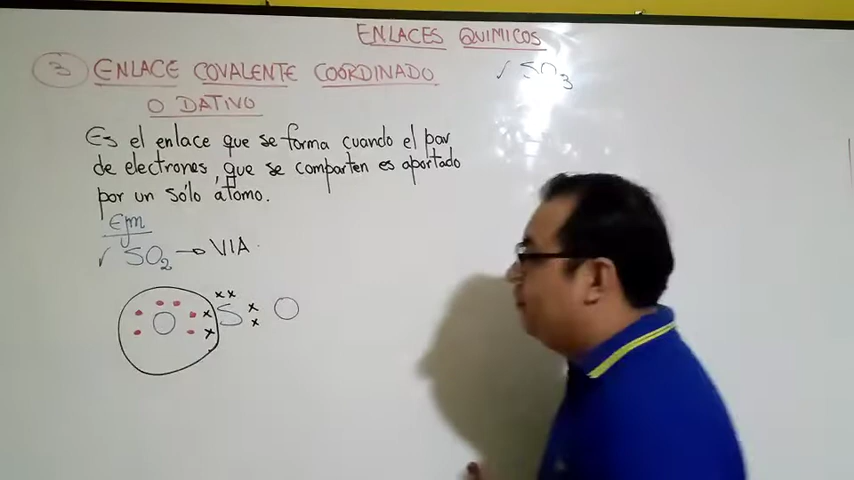 ENLACES QUIMICOS
3 ENLACE COVALENTE COORDINADO
O DATIVO
✓ SO3
Es el enlace que se forma cuando el par
de electrones, que se comparten es aportado
por un sólo átomo.
Ejm
✓ SO2 → VIA
O S O